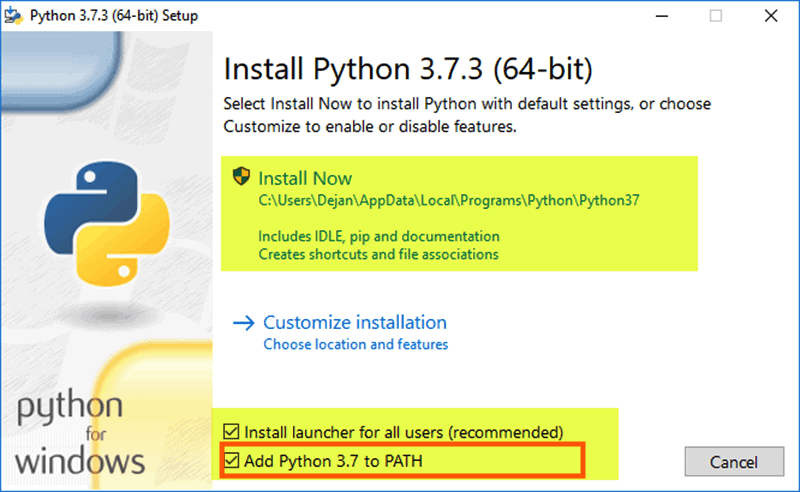 Python 3.7.3 (64-bit) Setup
Install Python 3.7.3 (64-bit)
Select Install Now to install Python with default settings, or choose
Customize to enable or disable features.
Install Now
C:\Users\Dejan\AppData\Local\Programs\Python\Python37
Includes IDLE, pip and documentation
Creates shortcuts and file associations
Customize installation
Choose location and features
python
for
windows
Install launcher for all users (recommended)
Add Python 3.7 to PATH
Cancel